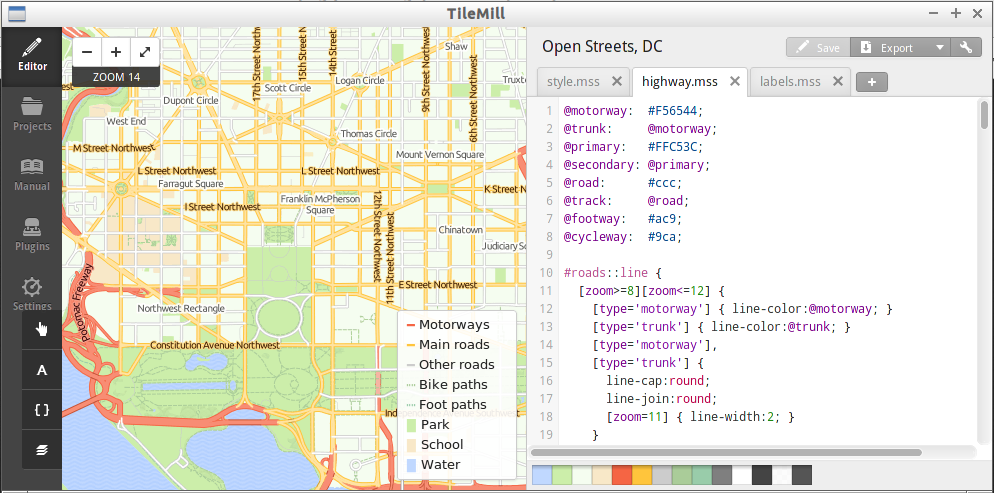 TileMill
Editor
Projects
Manual
Plugins
Settings
A
{ }
ZOOM 14
17th Street Northwest
15th Street North
14th Street
9th Street Northwest
6th Street Northwest
Shaw
Logan Circle
Scott Circle
Truxt
Dupont Circle
West End
Thomas Circle
M Street Northwest
Mount Vernon Square
L Street Northwest
L Street Northwest
Farragut Square
K Street N
Franklin McPherson
Square
I Street Northwest
12th Street Northwest
11th Street Northwest
Chinatown
Judiciary Sq
E Street Northwest
Potomac Freeway
Northwest Rectangle
Constitution Avenue Northwest
Independence Avenue Southwest
Motorways
Main roads
Other roads
Bike paths
Foot paths
Park
School
Water
Open Streets, DC
Save
Export
style.mss
highway.mss
labels.mss
+
1 @motorway: #F56544;
2 @trunk: @motorway;
3 @primary: #FFC53C;
4 @secondary: @primary;
5 @road: #ccc;
6 @track: @road;
7 @footway: #ac9;
8 @cycleway: #9ca;
9
10 #roads::line {
11 [zoom>=8][zoom<=12] {
12 [type='motorway'] { line-color:@motorway; }
13 [type='trunk'] { line-color:@trunk; }
14 [type='motorway'],
15 [type='trunk'] {
16 line-cap:round;
17 line-join:round;
18 [zoom=11] { line-width:2; }
19 }